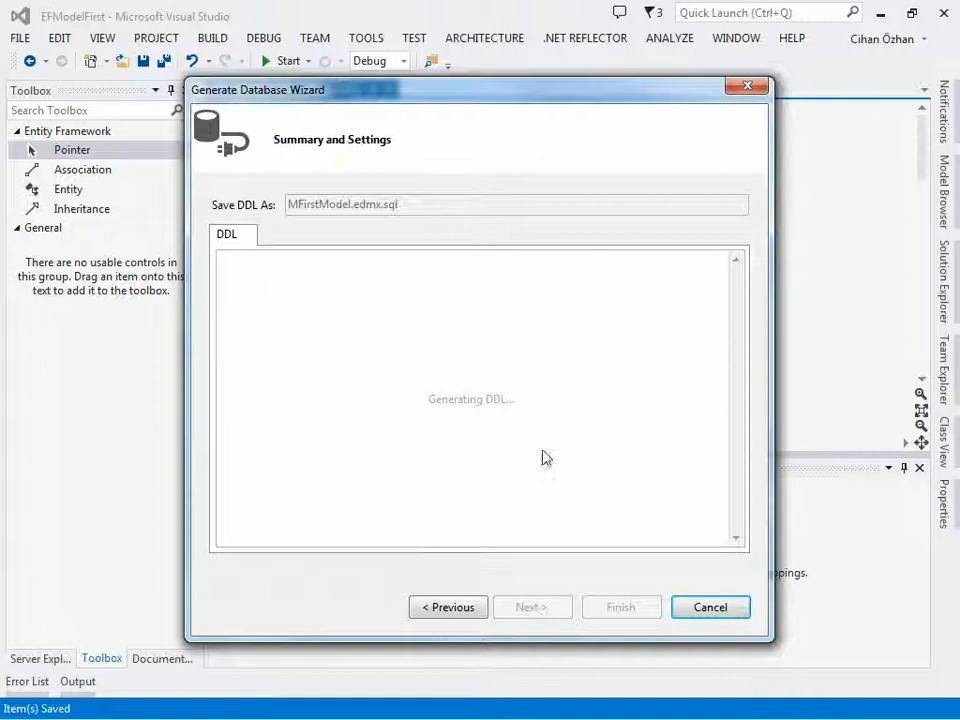 EFModelFirst - Microsoft Visual Studio
3
Quick Launch (Ctrl+Q)
FILE EDIT VIEW PROJECT BUILD DEBUG TEAM TOOLS TEST ARCHITECTURE .NET REFLECTOR ANALYZE WINDOW HELP Cihan Özhan
Start Debug
Toolbox
Search Toolbox
Entity Framework
Pointer
Association
Entity
Inheritance
General
There are no usable controls in
this group. Drag an item onto this
text to add it to the toolbox.
Generate Database Wizard
Summary and Settings
Save DDL As: MFirstModel.edmx.sql
DDL
Generating DDL...
< Previous Next > Finish Cancel
ppings.
Notifications
Model Browser
Solution Explorer
Team Explorer
Class View
Properties
Server Expl... Toolbox Document...
Error List Output
Item(s) Saved